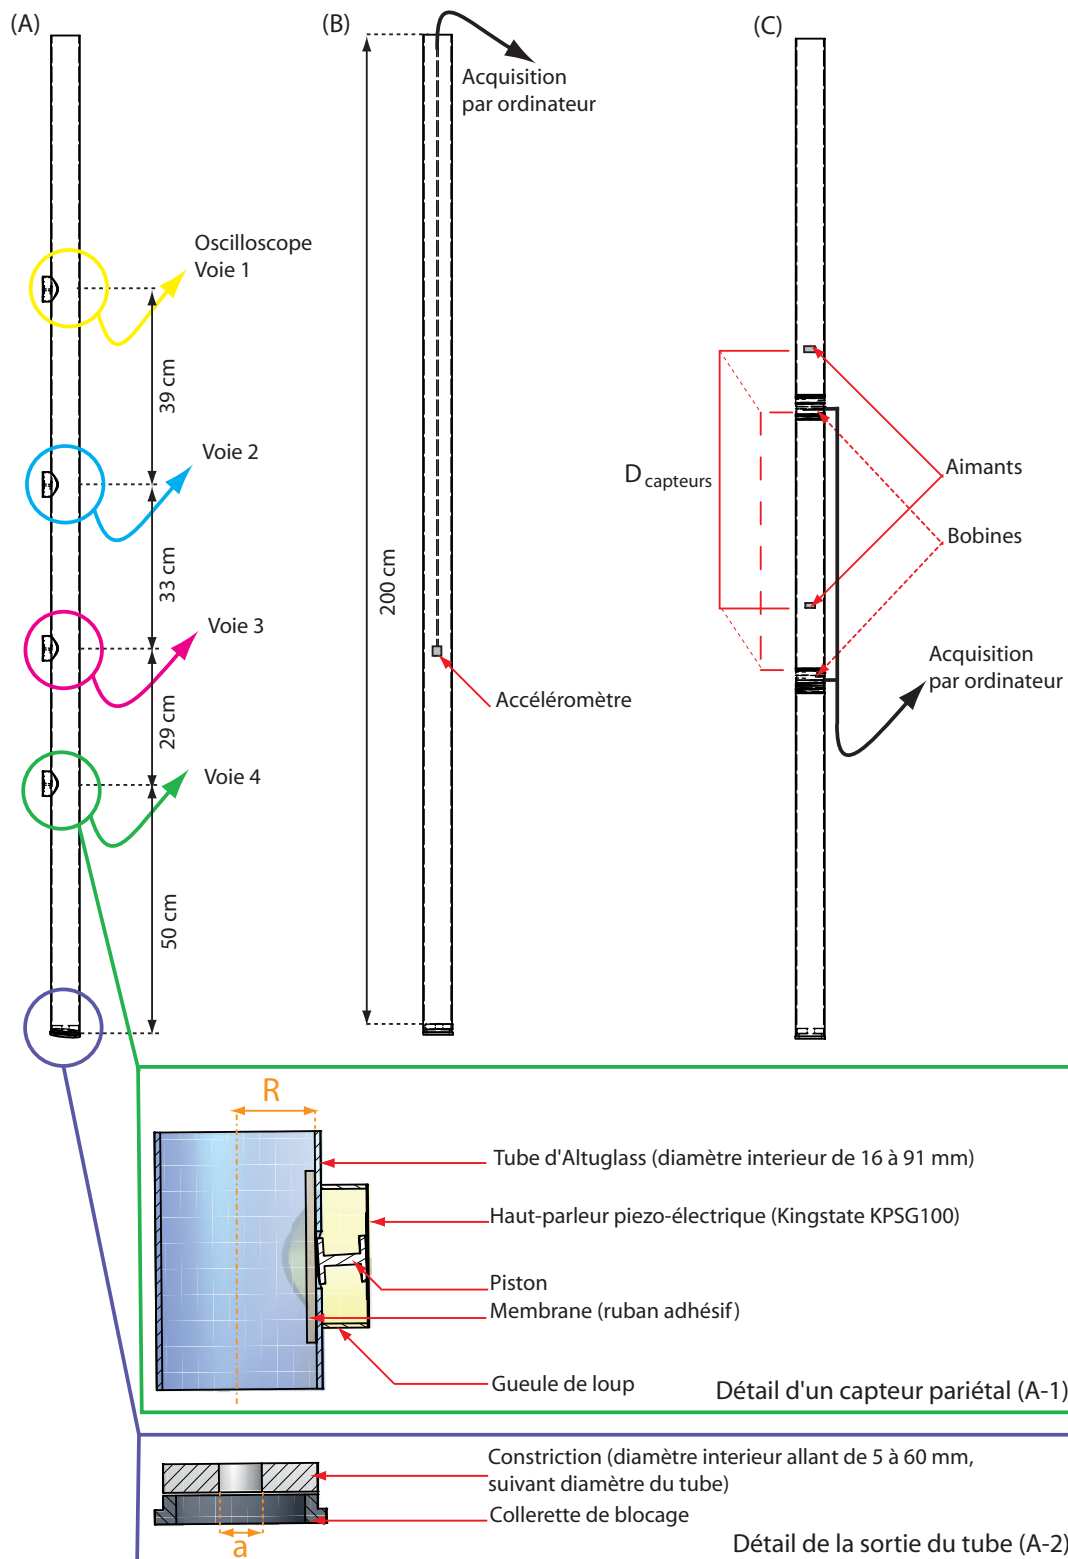 (A)
(B)
(C)
Acquisition
par ordinateur
Oscilloscope
Voie 1
39 cm
Voie 2
33 cm
Voie 3
29 cm
Voie 4
50 cm
200 cm
Accéléromètre
D capteurs
Aimants
Bobines
Acquisition
par ordinateur
R
Tube d'Altuglass (diamètre interieur de 16 à 91 mm)
Haut-parleur piezo-électrique (Kingstate KPSG100)
Piston
Membrane (ruban adhésif)
Gueule de loup
Détail d'un capteur pariétal (A-1)
Constriction (diamètre interieur allant de 5 à 60 mm,
suivant diamètre du tube)
Collerette de blocage
a
Détail de la sortie du tube (A-2)